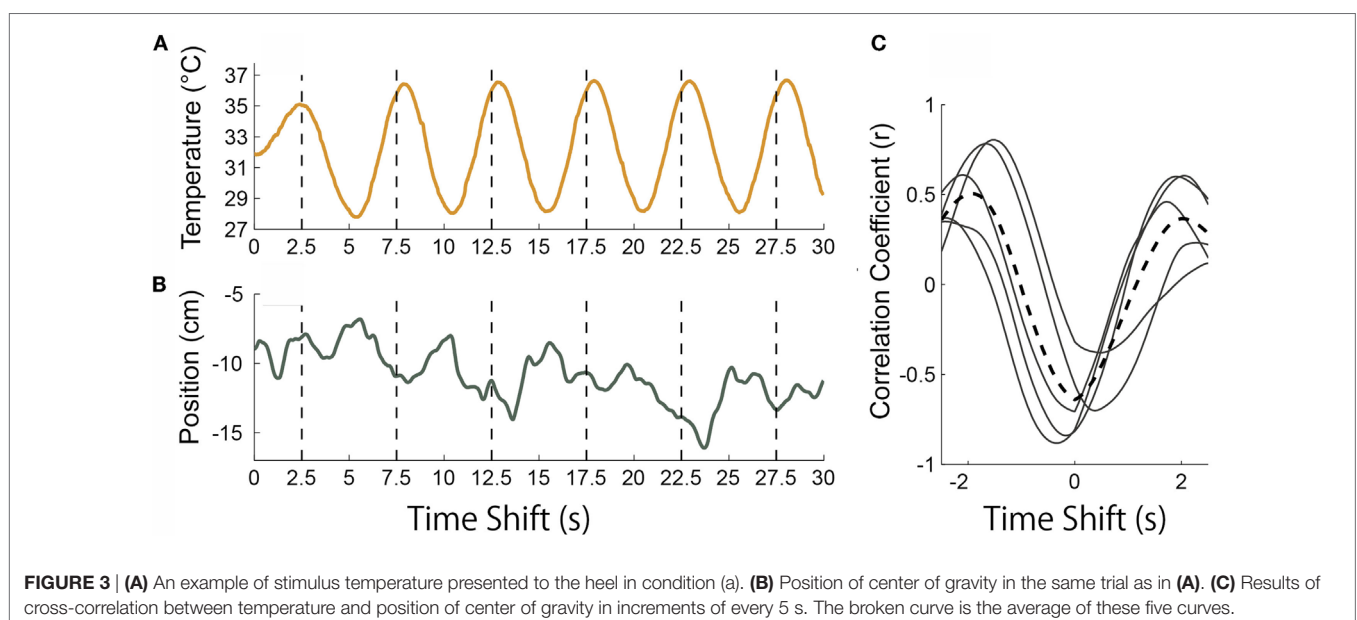 A
Temperature (°C)
37
35
33
31
29
27
0 2.5 5 7.5 10 12.5 15 17.5 20 22.5 25 27.5 30
B
Position (cm)
-5
-10
-15
0 2.5 5 7.5 10 12.5 15 17.5 20 22.5 25 27.5 30
Time Shift (s)
C
Correlation Coefficient (r)
1
0.5
0
-0.5
-1
-2 0 2
Time Shift (s)
FIGURE 3 | (A) An example of stimulus temperature presented to the heel in condition (a). (B) Position of center of gravity in the same trial as in (A). (C) Results of
cross-correlation between temperature and position of center of gravity in increments of every 5 s. The broken curve is the average of these five curves.